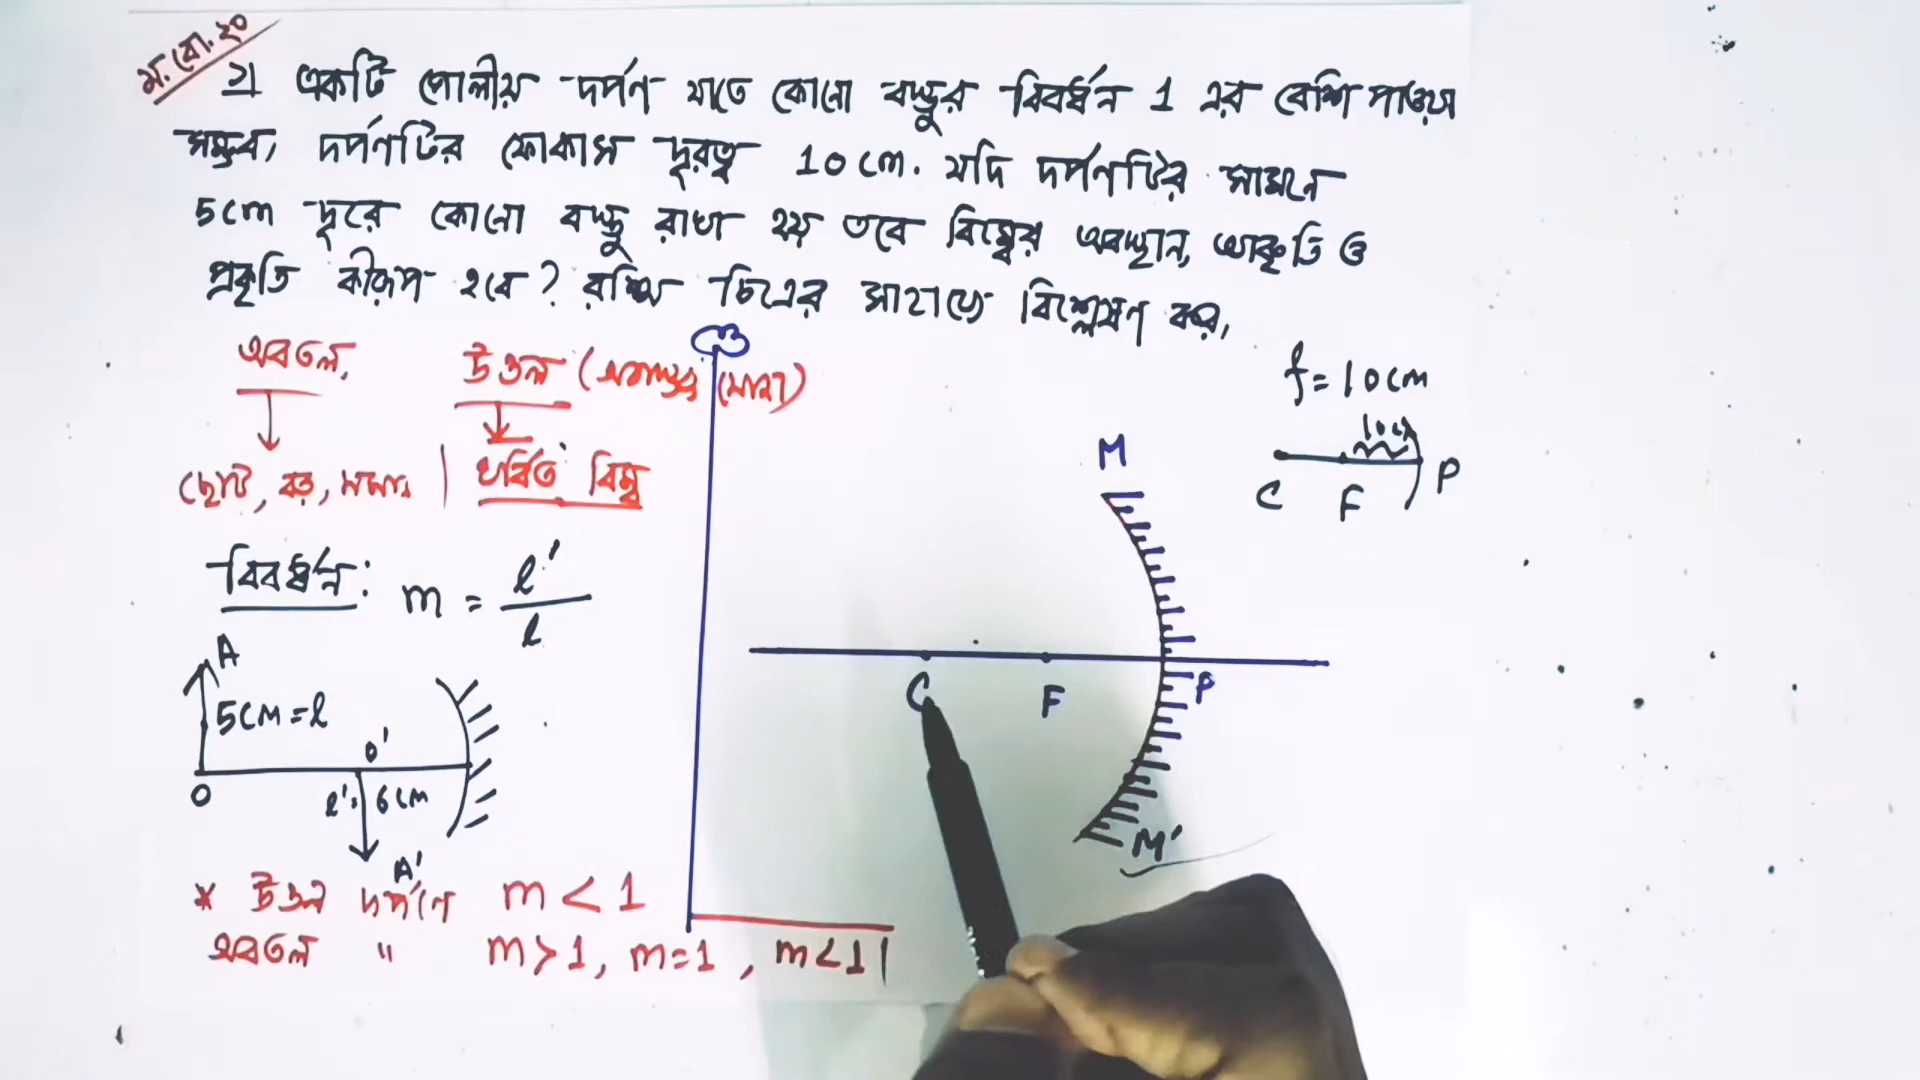 ম.বো.২০
২। একটি গোলীয় দর্পণ যাতে কোনো বস্তুর বিবর্ধন 1 এর বেশি পাওয়া
সম্ভব, দর্পণটির ফোকাস দূরত্ব 10cm. যদি দর্পণটির সামনে
5cm দূরে কোনো বস্তু রাখা হয় তবে বিম্বের অবস্থান, আকৃতি ও
প্রকৃতি কীরূপ হবে? রশ্মি চিত্রের সাহায্যে বিশ্লেষণ কর,
অবতল, উত্তল
ছোট, বড়, সমান | খর্বিত বিম্ব
বিবর্ধন: m = l'/l
A
5cm=l
O'
O
l'= 6cm
A'
* উত্তল দর্পণে m < 1
অবতল " m>1, m=1, m<1|
f= 10cm
10cm
C F P
M
C F P
M'